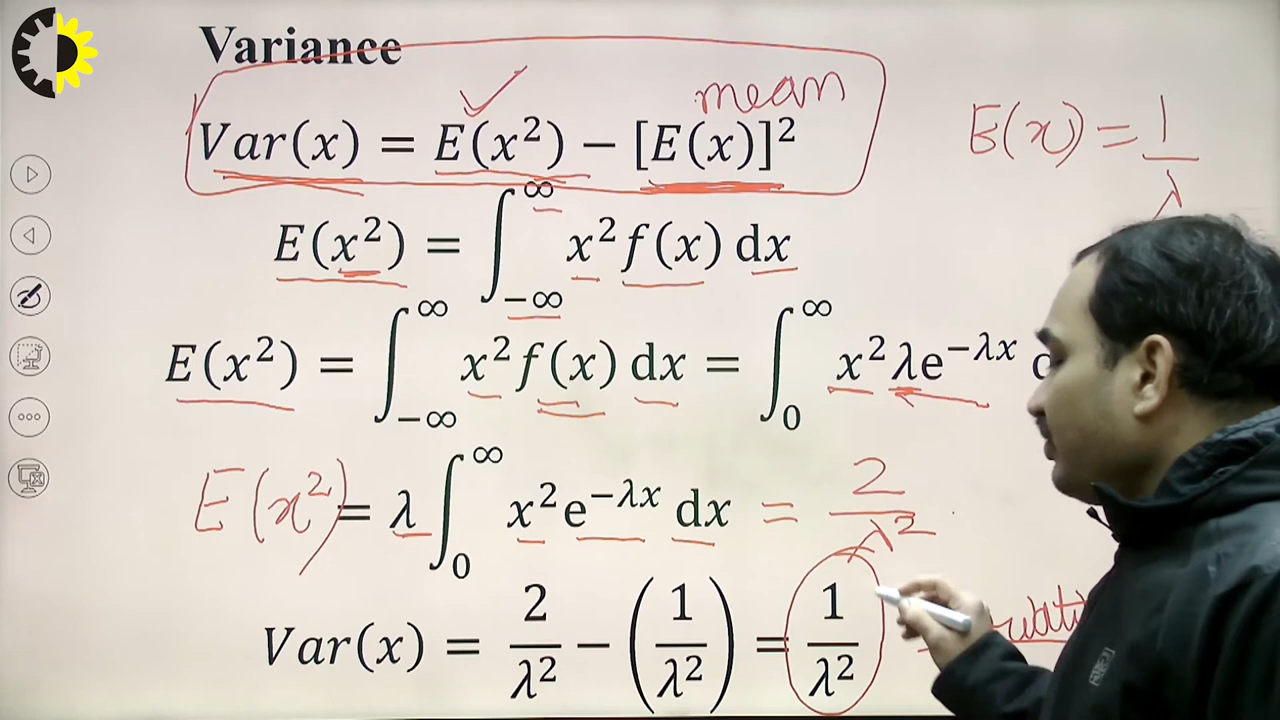 Variance
mean
Var(x) = E(x²) − [E(x)]²
E(x) = 1/λ
E(x²) = ∫_{−∞}^{∞} x² f(x) dx
E(x²) = ∫_{−∞}^{∞} x² f(x) dx = ∫_0^∞ x² λe^{−λx}
E(x²) = λ ∫_0^∞ x² e^{−λx} dx = 2/λ²
Var(x) = 2/λ² − (1/λ²) = 1/λ²